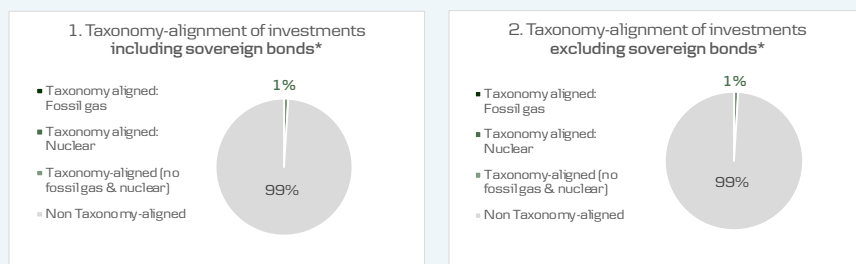 1. Taxonomy-alignment of investments
including sovereign bonds*
Taxonomy aligned:
Fossil gas
Taxonomy aligned:
Nuclear
Taxonomy-aligned (no
fossil gas & nuclear)
Non Taxonomy-aligned
1%
99%
2. Taxonomy-alignment of investments
excluding sovereign bonds*
Taxonomy aligned:
Fossil gas
Taxonomy aligned:
Nuclear
Taxonomy-aligned (no
fossil gas & nuclear)
Non Taxonomy-aligned
1%
99%